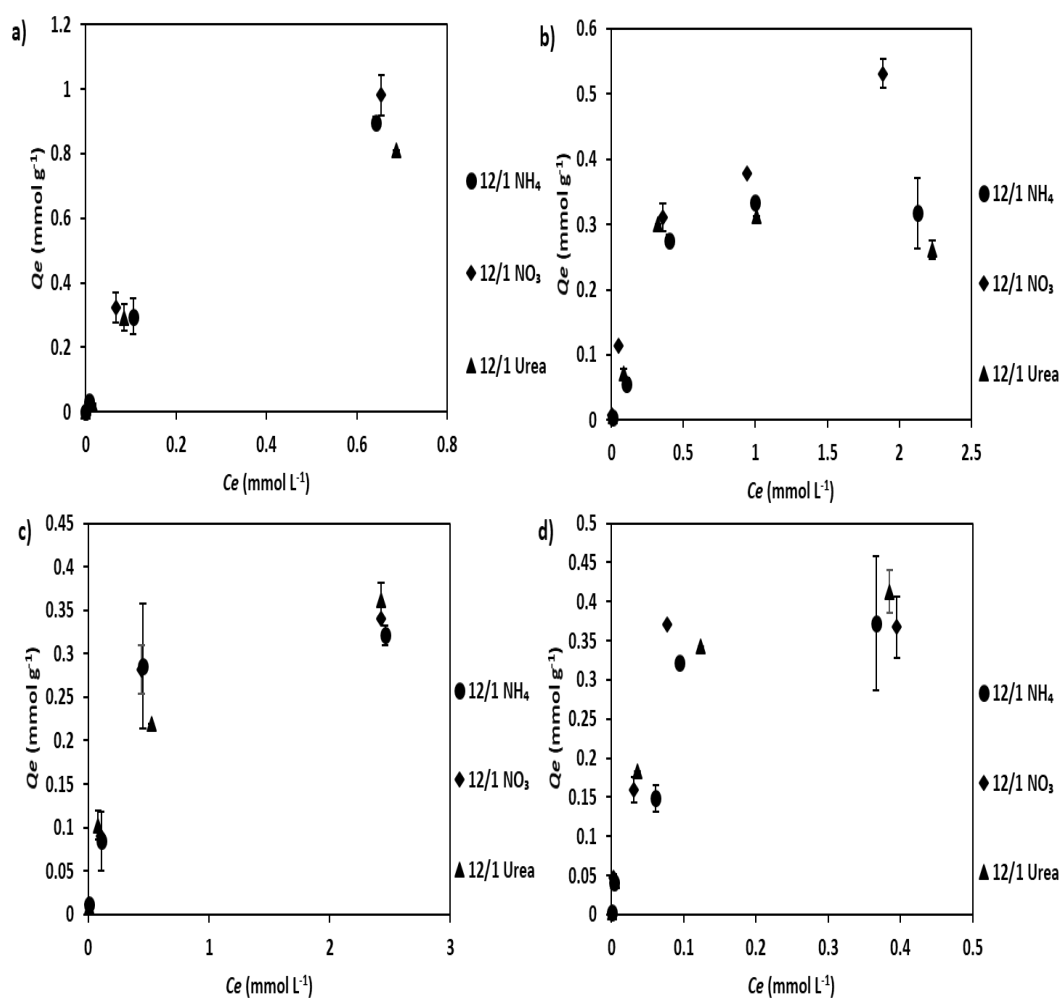 a)
1.2
1
0.8
0.6
0.4
0.2
0
0 0.2 0.4 0.6 0.8
Qe (mmol g⁻¹)
Ce (mmol L⁻¹)
12/1 NH₄
12/1 NO₃
12/1 Urea
b)
0.6
0.5
0.4
0.3
0.2
0.1
0
0 0.5 1 1.5 2 2.5
Qe (mmol g⁻¹)
Ce (mmol L⁻¹)
12/1 NH₄
12/1 NO₃
12/1 Urea
c)
0.45
0.4
0.35
0.3
0.25
0.2
0.15
0.1
0.05
0
0 1 2 3
Qe (mmol g⁻¹)
Ce (mmol L⁻¹)
12/1 NH₄
12/1 NO₃
12/1 Urea
d)
0.5
0.45
0.4
0.35
0.3
0.25
0.2
0.15
0.1
0.05
0
0 0.1 0.2 0.3 0.4 0.5
Qe (mmol g⁻¹)
Ce (mmol L⁻¹)
12/1 NH₄
12/1 NO₃
12/1 Urea